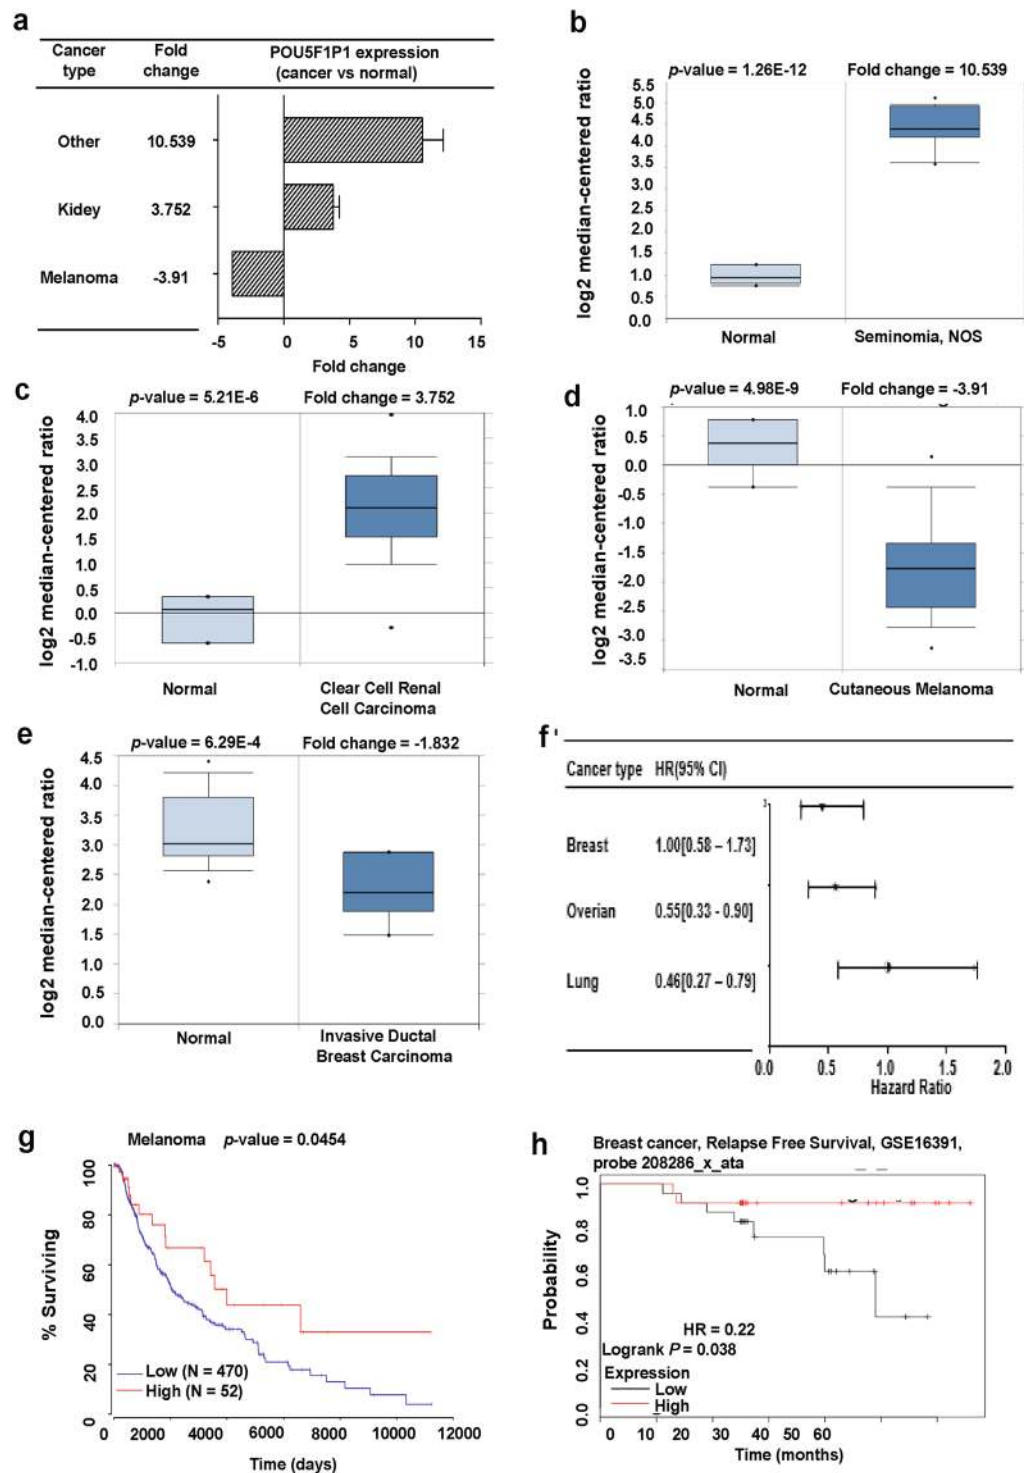 a
Cancer type Fold change POU5F1P1 expression (cancer vs normal)
Other 10.539
Kidey 3.752
Melanoma -3.91
-5 0 5 10 15
Fold change
b
p-value = 1.26E-12 Fold change = 10.539
log2 median-centered ratio
5.5
5.0
4.5
4.0
3.5
3.0
2.5
2.0
1.5
1.0
0.5
0.0
Normal Seminomia, NOS
c
p-value = 5.21E-6 Fold change = 3.752
log2 median-centered ratio
4.0
3.5
3.0
2.5
2.0
1.5
1.0
0.5
0.0
-0.5
-1.0
Normal Clear Cell Renal
Cell Carcinoma
d
p-value = 4.98E-9 Fold change = -3.91
log2 median-centered ratio
1.0
0.5
0.0
-0.5
-1.0
-1.5
-2.0
-2.5
-3.0
-3.5
Normal Cutaneous Melanoma
e
p-value = 6.29E-4 Fold change = -1.832
log2 median-centered ratio
4.5
4.0
3.5
3.0
2.5
2.0
1.5
1.0
0.5
0.0
Normal Invasive Ductal
Breast Carcinoma
f
Cancer type HR(95% CI)
3
Breast 1.00[0.58 – 1.73]
Overian 0.55[0.33 - 0.90]
Lung 0.46[0.27 – 0.79]
0.0 0.5 1.0 1.5 2.0
Hazard Ratio
g
Melanoma p-value = 0.0454
% Surviving
100
80
60
40
20
0
Low (N = 470)
High (N = 52)
0 2000 4000 6000 8000 10000 12000
Time (days)
h
Breast cancer, Relapse Free Survival, GSE16391,
probe 208286_x_ata
Probability
1.0
0.8
0.6
0.4
0.2
0.0
HR = 0.22
Logrank P = 0.038
Expression
Low
High
0 10 20 30 40 50 60
Time (months)